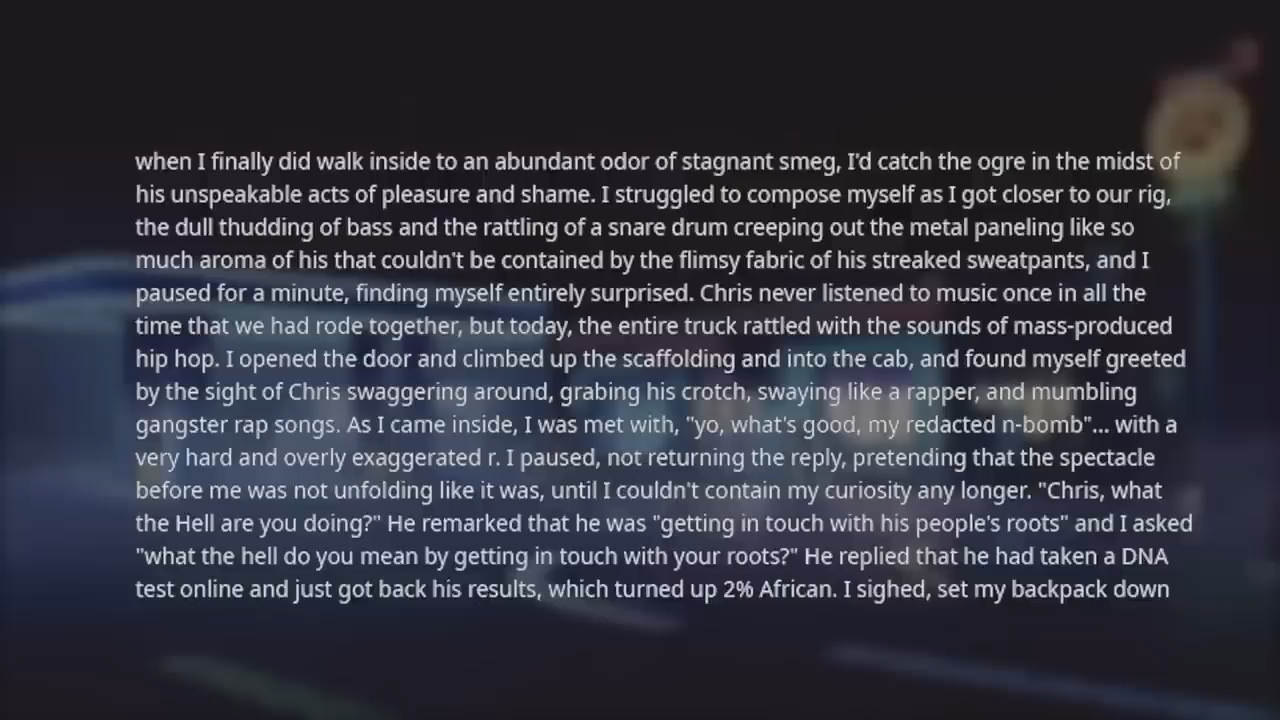 when I finally did walk inside to an abundant odor of stagnant smeg, I'd catch the ogre in the midst of
his unspeakable acts of pleasure and shame. I struggled to compose myself as I got closer to our rig,
the dull thudding of bass and the rattling of a snare drum creeping out the metal paneling like so
much aroma of his that couldn't be contained by the flimsy fabric of his streaked sweatpants, and I
paused for a minute, finding myself entirely surprised. Chris never listened to music once in all the
time that we had rode together, but today, the entire truck rattled with the sounds of mass-produced
hip hop. I opened the door and climbed up the scaffolding and into the cab, and found myself greeted
by the sight of Chris swaggering around, grabing his crotch, swaying like a rapper, and mumbling
gangster rap songs. As I came inside, I was met with, "yo, what's good, my redacted n-bomb"... with a
very hard and overly exaggerated r. I paused, not returning the reply, pretending that the spectacle
before me was not unfolding like it was, until I couldn't contain my curiosity any longer. "Chris, what
the Hell are you doing?" He remarked that he was "getting in touch with his people's roots" and I asked
"what the hell do you mean by getting in touch with your roots?" He replied that he had taken a DNA
test online and just got back his results, which turned up 2% African. I sighed, set my backpack down